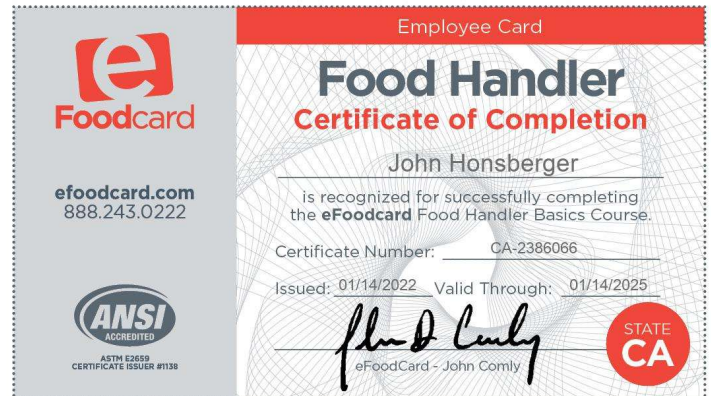 Employee Card
e
Foodcard
efoodcard.com
888.243.0222
ANSI
ACCREDITED
ASTM E2659
CERTIFICATE ISSUER #1138
Food Handler
Certificate of Completion
John Honsberger
is recognized for successfully completing
the eFoodcard Food Handler Basics Course.
Certificate Number: CA-2386066
Issued: 01/14/2022 Valid Through: 01/14/2025
John D Comly
eFoodCard - John Comly
STATE
CA